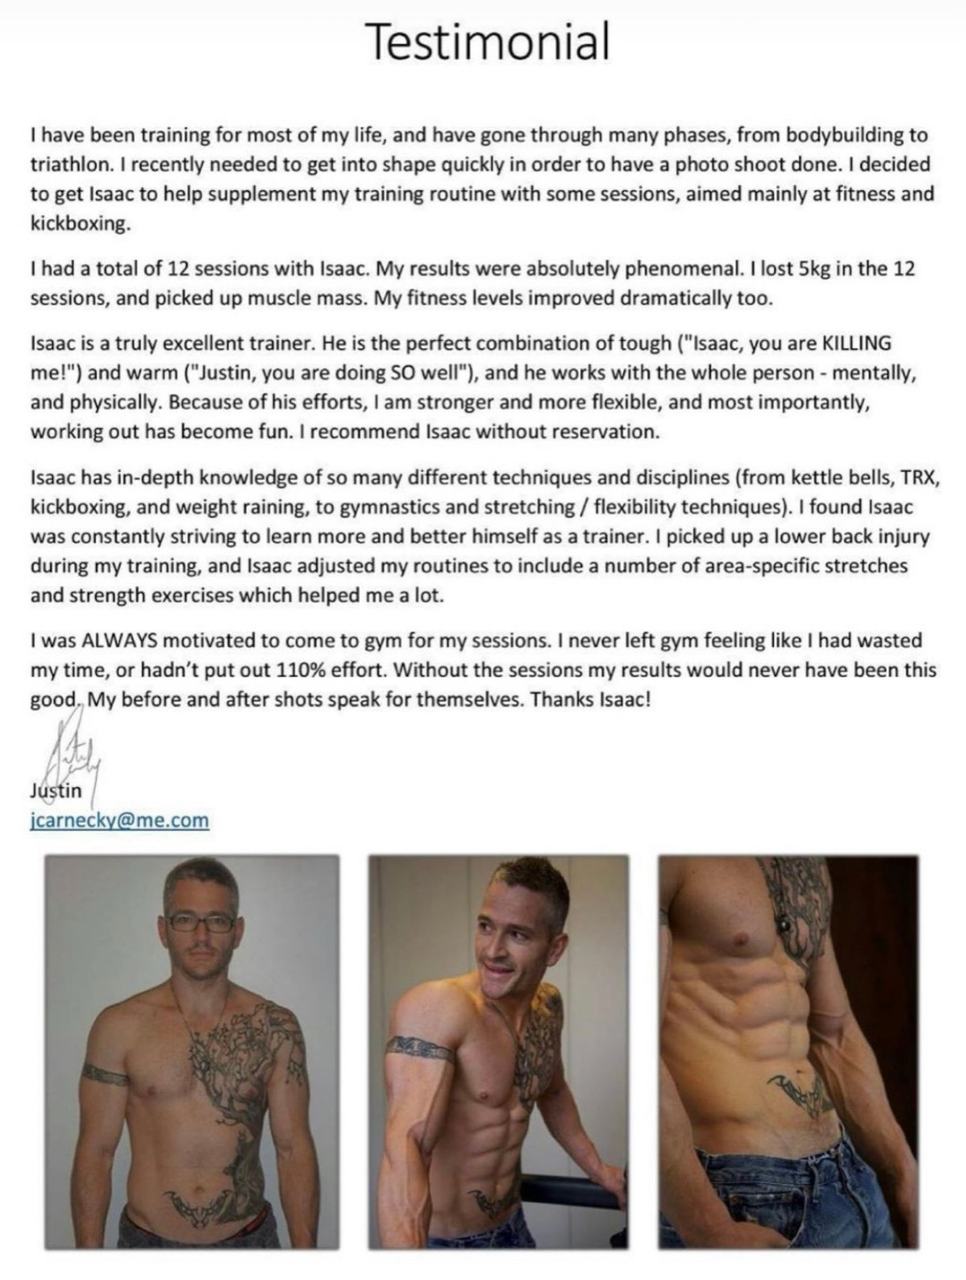 Testimonial
I have been training for most of my life, and have gone through many phases, from bodybuilding to
triathlon. I recently needed to get into shape quickly in order to have a photo shoot done. I decided
to get Isaac to help supplement my training routine with some sessions, aimed mainly at fitness and
kickboxing.
I had a total of 12 sessions with Isaac. My results were absolutely phenomenal. I lost 5kg in the 12
sessions, and picked up muscle mass. My fitness levels improved dramatically too.
Isaac is a truly excellent trainer. He is the perfect combination of tough ("Isaac, you are KILLING
me!") and warm ("Justin, you are doing SO well"), and he works with the whole person - mentally,
and physically. Because of his efforts, I am stronger and more flexible, and most importantly,
working out has become fun. I recommend Isaac without reservation.
Isaac has in-depth knowledge of so many different techniques and disciplines (from kettle bells, TRX,
kickboxing, and weight raining, to gymnastics and stretching / flexibility techniques). I found Isaac
was constantly striving to learn more and better himself as a trainer. I picked up a lower back injury
during my training, and Isaac adjusted my routines to include a number of area-specific stretches
and strength exercises which helped me a lot.
I was ALWAYS motivated to come to gym for my sessions. I never left gym feeling like I had wasted
my time, or hadn’t put out 110% effort. Without the sessions my results would never have been this
good. My before and after shots speak for themselves. Thanks Isaac!
Justin
jcarnecky@me.com